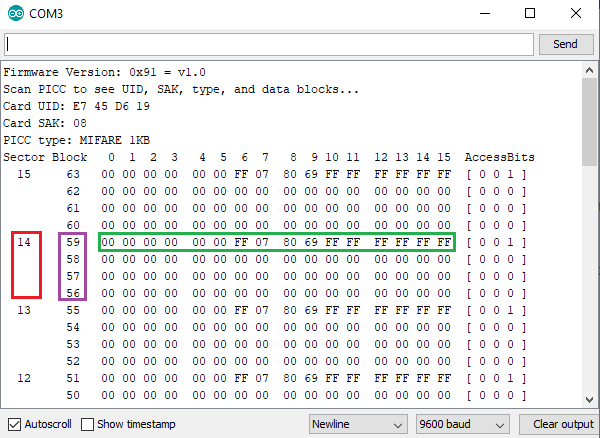 COM3
Send
Firmware Version: 0x91 = v1.0
Scan PICC to see UID, SAK, type, and data blocks...
Card UID: E7 45 D6 19
Card SAK: 08
PICC type: MIFARE 1KB
Sector Block 0 1 2 3 4 5 6 7 8 9 10 11 12 13 14 15 AccessBits
15 63 00 00 00 00 00 00 FF 07 80 69 FF FF FF FF FF FF [ 0 0 1 ]
62 00 00 00 00 00 00 00 00 00 00 00 00 00 00 00 00 [ 0 0 0 ]
61 00 00 00 00 00 00 00 00 00 00 00 00 00 00 00 00 [ 0 0 0 ]
60 00 00 00 00 00 00 00 00 00 00 00 00 00 00 00 00 [ 0 0 0 ]
14 59 00 00 00 00 00 00 FF 07 80 69 FF FF FF FF FF FF [ 0 0 1 ]
58 00 00 00 00 00 00 00 00 00 00 00 00 00 00 00 00 [ 0 0 0 ]
57 00 00 00 00 00 00 00 00 00 00 00 00 00 00 00 00 [ 0 0 0 ]
56 00 00 00 00 00 00 00 00 00 00 00 00 00 00 00 00 [ 0 0 0 ]
13 55 00 00 00 00 00 00 FF 07 80 69 FF FF FF FF FF FF [ 0 0 1 ]
54 00 00 00 00 00 00 00 00 00 00 00 00 00 00 00 00 [ 0 0 0 ]
53 00 00 00 00 00 00 00 00 00 00 00 00 00 00 00 00 [ 0 0 0 ]
52 00 00 00 00 00 00 00 00 00 00 00 00 00 00 00 00 [ 0 0 0 ]
12 51 00 00 00 00 00 00 FF 07 80 69 FF FF FF FF FF FF [ 0 0 1 ]
50 00 00 00 00 00 00 00 00 00 00 00 00 00 00 00 00 [ 0 0 0 ]
Autoscroll Show timestamp Newline 9600 baud Clear output